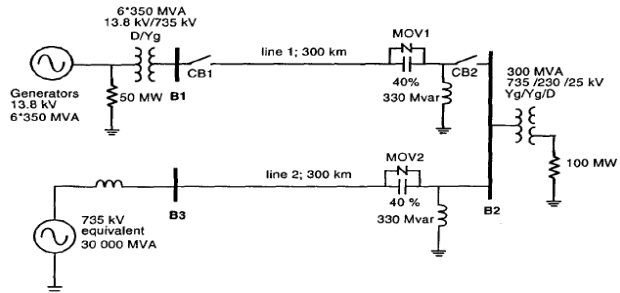 6*350 MVA
13.8 kV/735 kV
D/Yg
MOV1
line 1; 300 km
CB1
CB2
40%
300 MVA
735 /230 /25 kV
Yg/Yg/D
Generators
13.8 kV
6*350 MVA
50 MW
B1
330 Mvar
MOV2
100 MW
line 2; 300 km
B3
40 %
B2
330 Mvar
735 kV
equivalent
30 000 MVA